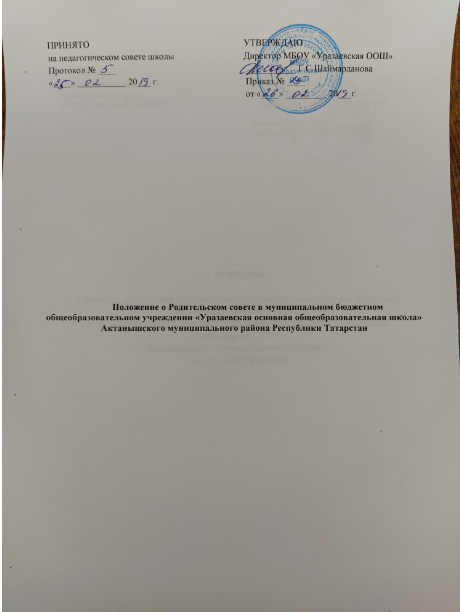 ПРИНЯТО
на педагогическом совете школы
Протокол № 5
«25» 02 2019 г.
УТВЕРЖДАЮ
Директор МБОУ «Уразаевская ООШ»
Г.С.Шаймарданова
Приказ №
от «26» 02 2019 г.
Положение о Родительском совете в муниципальном бюджетном
общеобразовательном учреждении «Уразаевская основная общеобразовательная школа»
Актанышского муниципального района Республики Татарстан